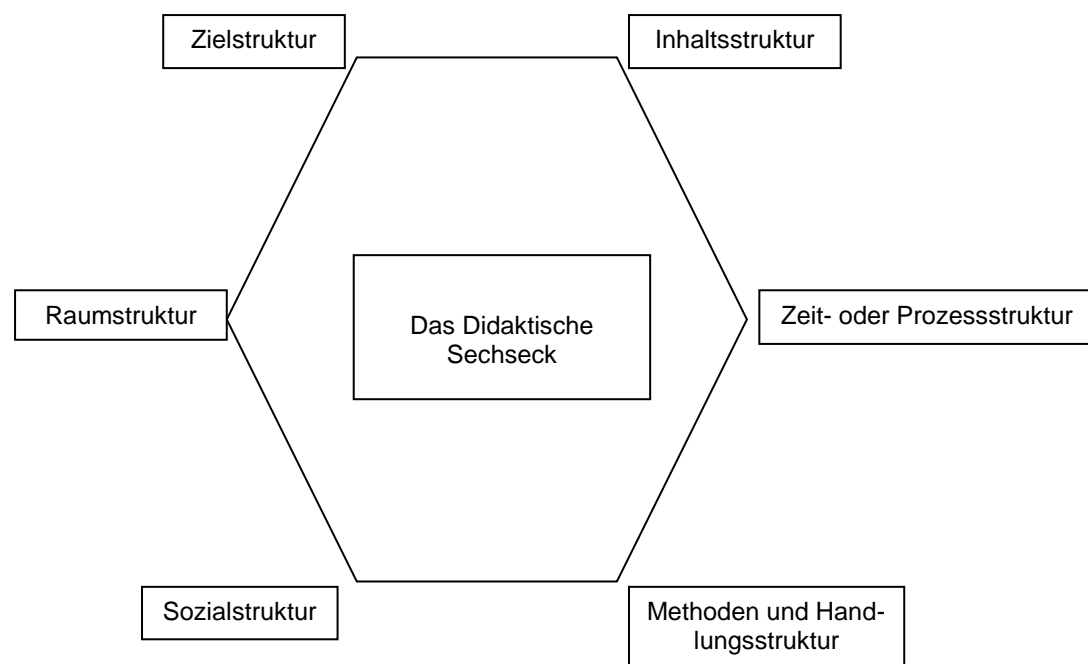 Zielstruktur
Inhaltsstruktur
Raumstruktur
Das Didaktische
Sechseck
Zeit- oder Prozessstruktur
Sozialstruktur
Methoden und Hand-
lungsstruktur